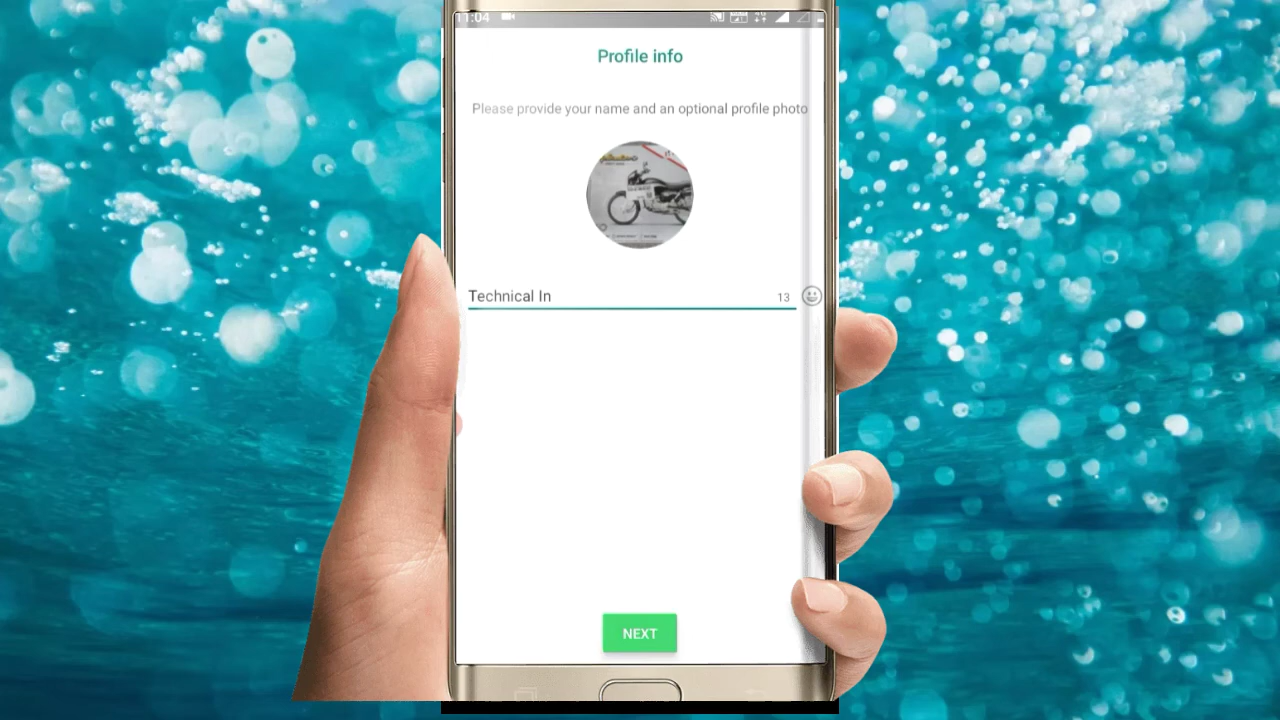 11:04
Profile info
Please provide your name and an optional profile photo
Technical In
13
NEXT